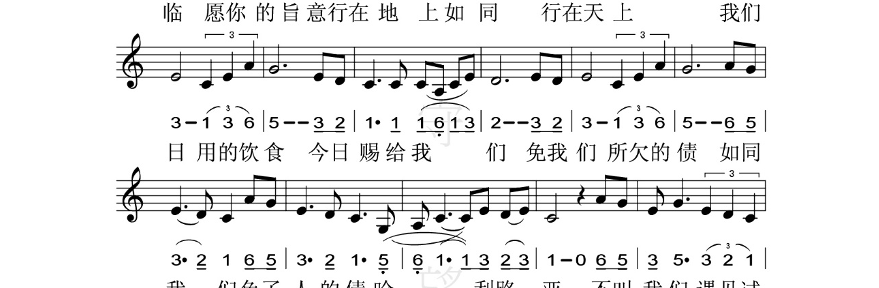 临 愿你 的旨意行在 地 上如 同 行在天上 我们
3 3
3 – 1 3 6 | 5 – – 3 2 | 1· 1 1 6 1 3 | 2 – – 3 2 | 3 – 1 3 6 | 5 – – 6 5 |
日 用的饮食 今日 赐给我 们 免我们 所欠的债 如同
3
3· 2 1 6 5 | 3· 2 1· 5 | 6 1· 1 3 2 3 | 1 – 0 6 5 | 3 5· 3 2 1 |